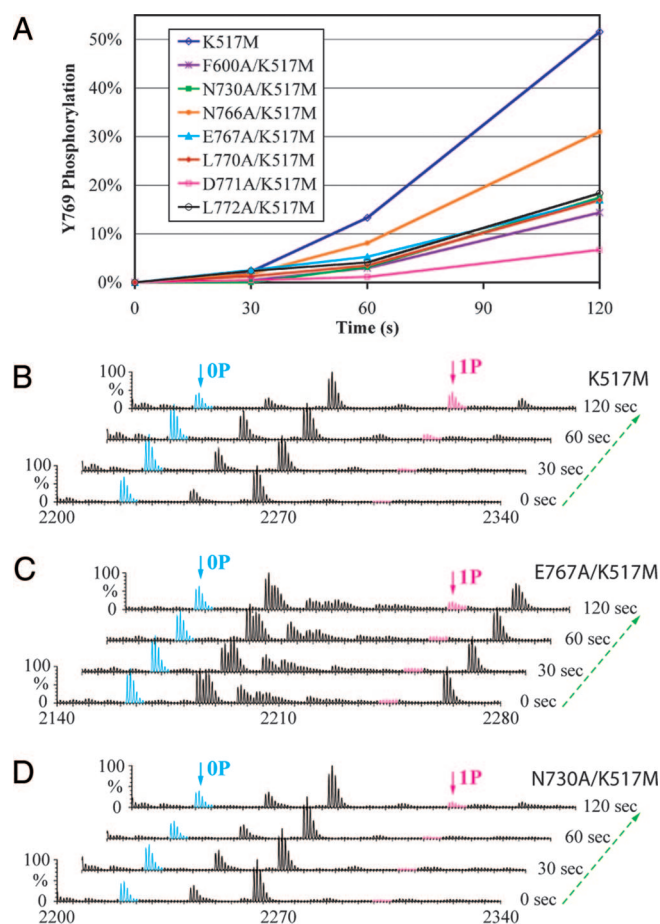 A
50%
40%
30%
20%
10%
0%
Y769 Phosphorylation
K517M
F600A/K517M
N730A/K517M
N766A/K517M
E767A/K517M
L770A/K517M
D771A/K517M
L772A/K517M
0 30 60 90 120
Time (s)
B
0P 1P K517M
100
%
0
120 sec
60 sec
30 sec
100
%
0
0 sec
2200 2270 2340
C
0P 1P E767A/K517M
100
%
0
120 sec
60 sec
30 sec
100
%
0
0 sec
2140 2210 2280
D
0P 1P N730A/K517M
100
%
0
120 sec
60 sec
30 sec
100
%
0
0 sec
2200 2270 2340